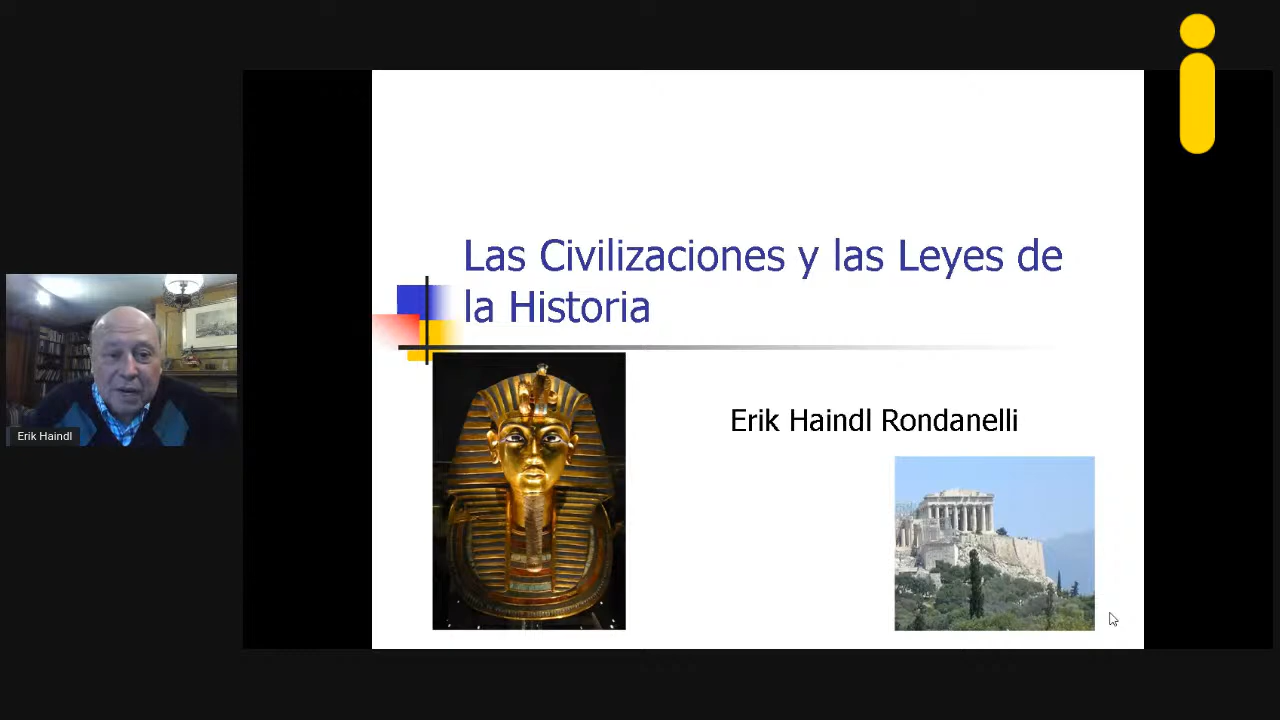 Las Civilizaciones y las Leyes de
la Historia
Erik Haindl Rondanelli
Erik Haindl